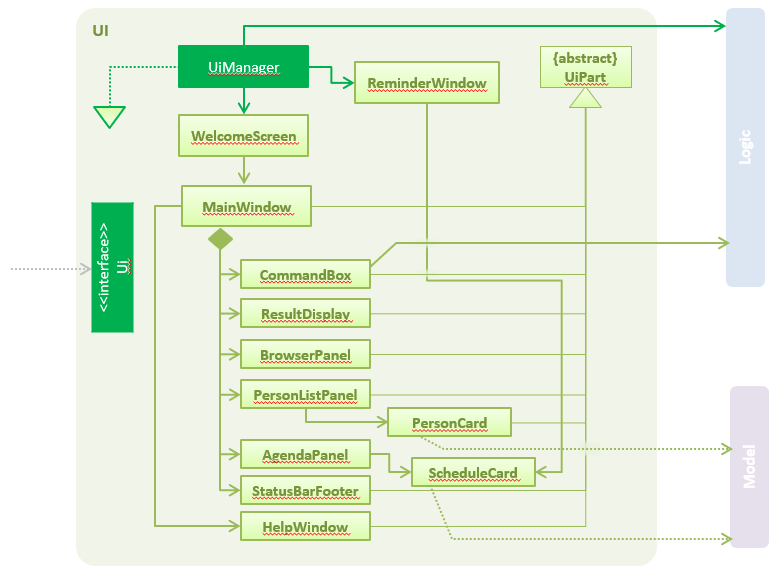 UI
UiManager
{abstract}
UiPart
ReminderWindow
WelcomeScreen
MainWindow
<<interface>>
Ui
CommandBox
ResultDisplay
BrowserPanel
PersonListPanel
PersonCard
AgendaPanel
ScheduleCard
StatusBarFooter
HelpWindow
Logic
Model